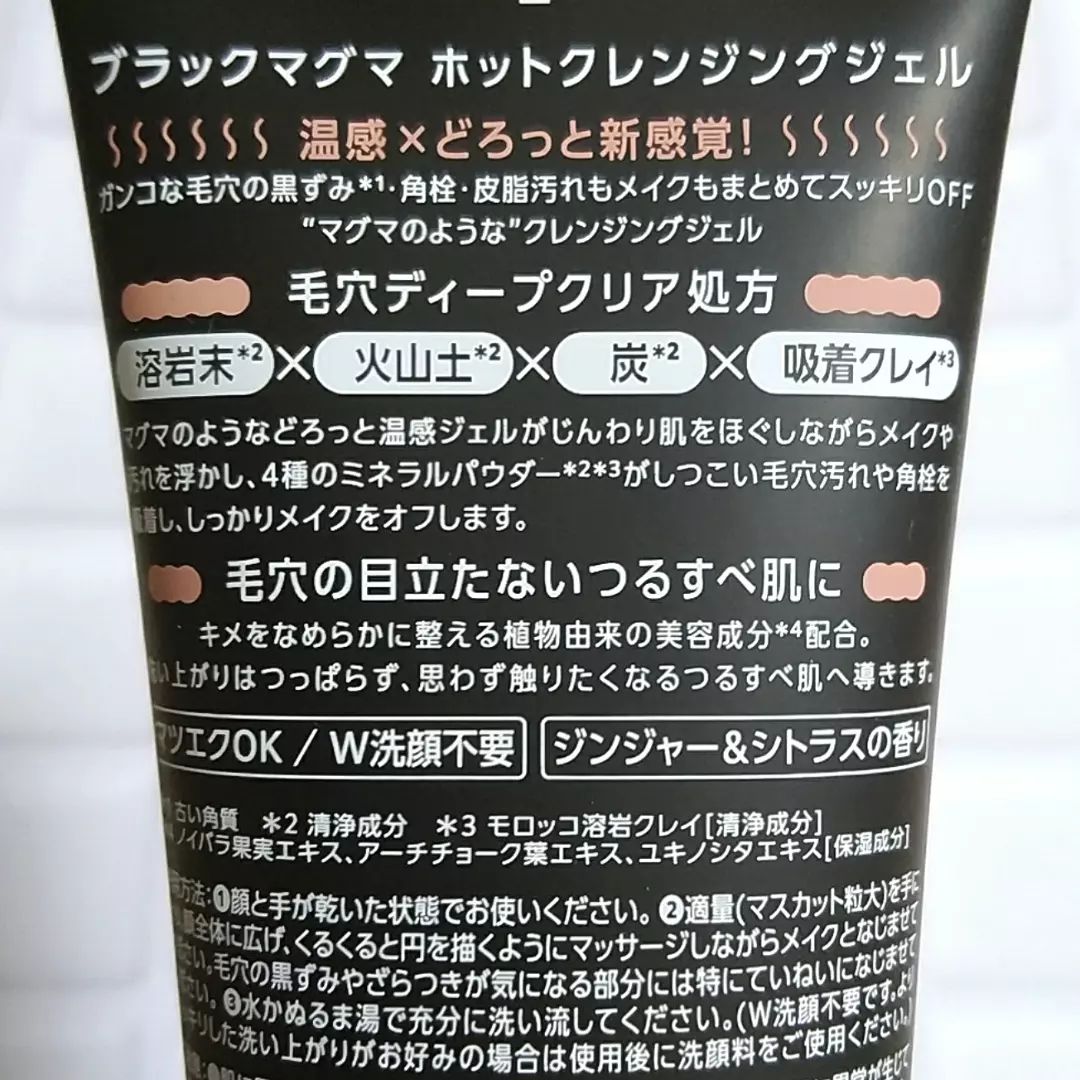 ブラックマグマ ホットクレンジングジェル
温感×どろっと新感覚!
ガンコな毛穴の黒ずみ*1・角栓・皮脂汚れもメイクもまとめてスッキリOFF
"マグマのような"クレンジングジェル
毛穴ディープクリア処方
溶岩末*2×火山土*2×炭*2×吸着クレイ*3
マグマのようなどろっと温感ジェルがじんわり肌をほぐしながらメイクや
汚れを浮かし、4種のミネラルパウダー*2*3がしつこい毛穴汚れや角栓を
吸着し、しっかりメイクをオフします。
毛穴の目立たないつるすべ肌に
キメをなめらかに整える植物由来の美容成分*4配合。
洗い上がりはつっぱらず、思わず触りたくなるつるすべ肌へ導きます。
マツエクOK / W洗顔不要
ジンジャー&シトラスの香り
古い角質 *2 清浄成分 *3 モロッコ溶岩クレイ[清浄成分]
ノイバラ果実エキス、アーチチョーク葉エキス、ユキノシタエキス[保湿成分]
方法:❶顔と手が乾いた状態でお使いください。❷適量(マスカット粒大)を手に
顔全体に広げ、くるくると円を描くようにマッサージしながらメイクとなじませて
さい。毛穴の黒ずみやざらつきが気になる部分には特にていねいになじませて
さい。❸水かぬるま湯で充分に洗い流してください。(W洗顔不要です。より
キリした洗い上がりがお好みの場合は使用後に洗顔料をご使用ください。)